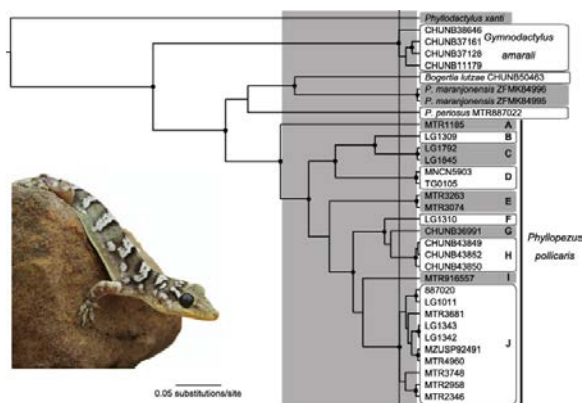 Phyllodactylus xanti
CHUNB38646
CHUNB37161
CHUNB37128
CHUNB11179
Gymnodactylus
amarali
Bogertia lutzae CHUNB50463
P. maranjonensis ZFMK84996
P. maranjonensis ZFMK84995
P. periosus MTR887022
MTR1185 A
LG1309 B
LG1792
LG1845
C
MNCN5903
TG0105
D
MTR3263
MTR3074
E
LG1310 F
CHUNB36991 G
CHUNB43849
CHUNB43852
CHUNB43850
H
MTR916557 I
887020
LG1011
MTR3681
LG1343
LG1342
MZUSP92491
MTR4960
MTR3748
MTR2958
MTR2346
J
Phyllopezus
pollicaris
0.05 substitutions/site